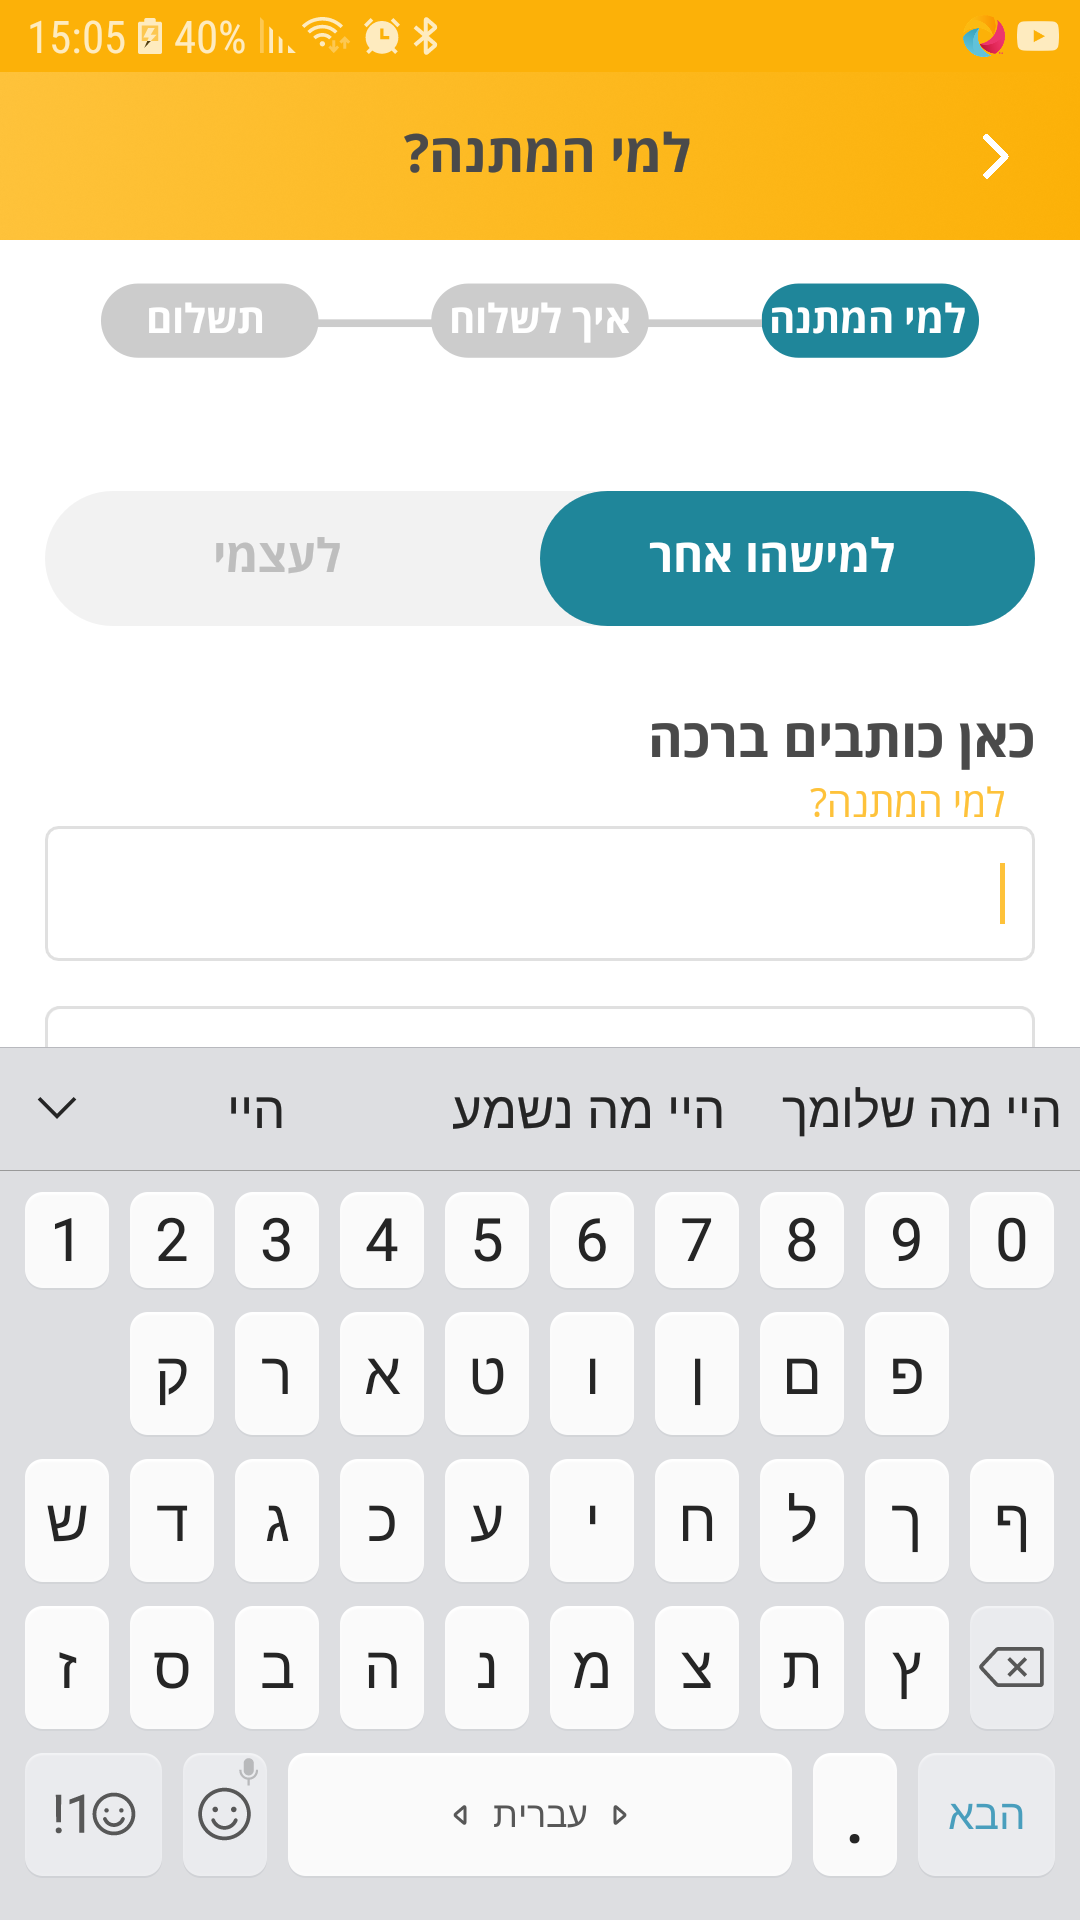 15:05 40%
למי המתנה?
למי המתנה איך לשלוח תשלום
למישהו אחר לעצמי
כאן כותבים ברכה
למי המתנה?
היי מה שלומך היי מה נשמע היי
1 2 3 4 5 6 7 8 9 0
ק ר א ט ו ן ם פ
ש ד ג כ ע י ח ל ך ף
ז ס ב ה נ מ צ ת ץ
!1☺ עברית . הבא